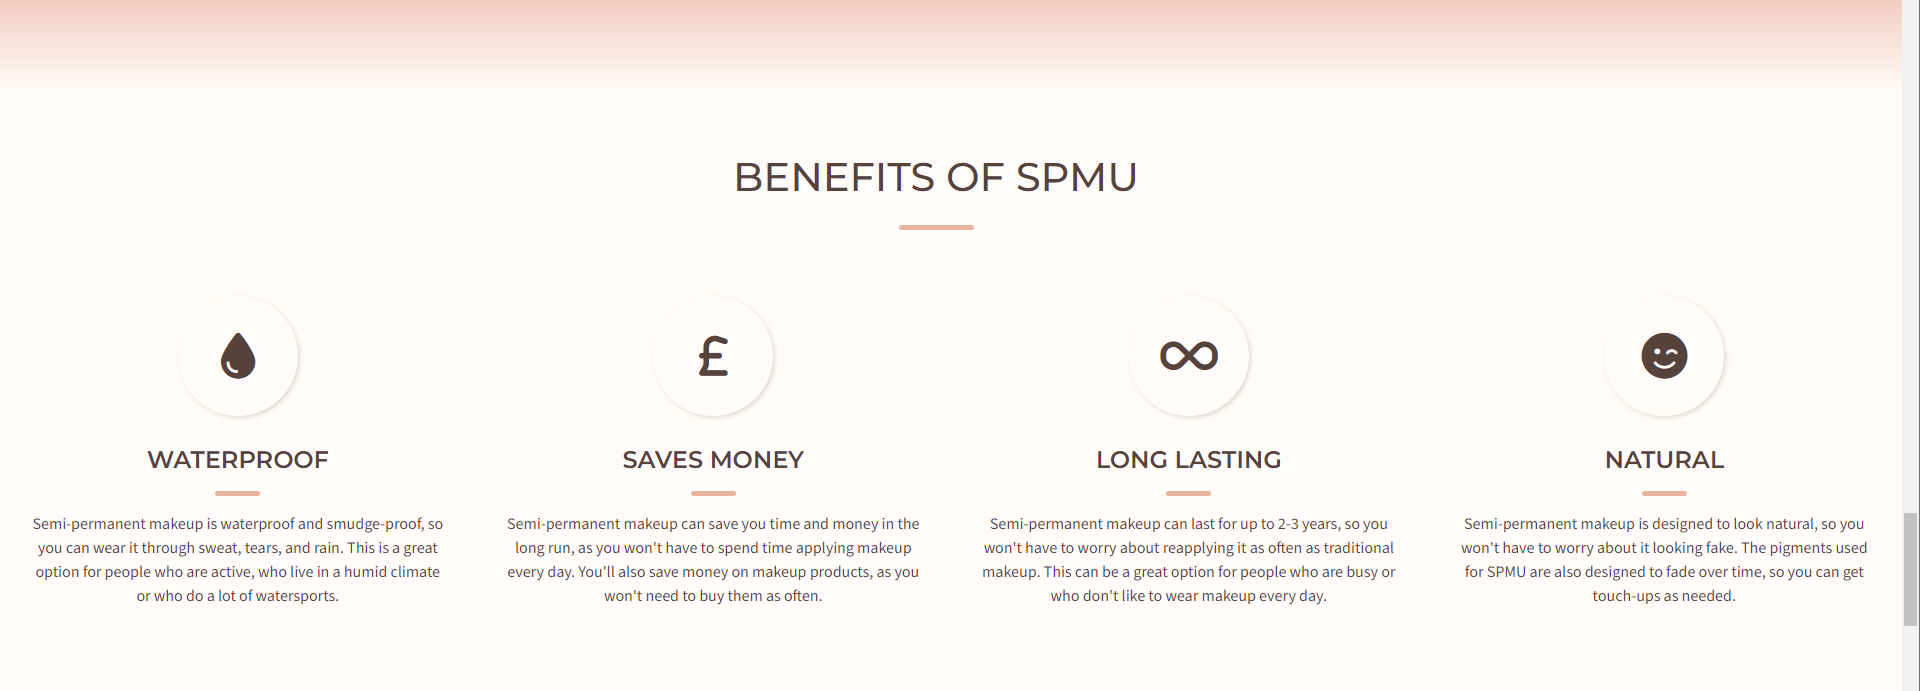 BENEFITS OF SPMU
£
WATERPROOF
Semi-permanent makeup is waterproof and smudge-proof, so
you can wear it through sweat, tears, and rain. This is a great
option for people who are active, who live in a humid climate
or who do a lot of watersports.
SAVES MONEY
Semi-permanent makeup can save you time and money in the
long run, as you won't have to spend time applying makeup
every day. You'll also save money on makeup products, as you
won't need to buy them as often.
LONG LASTING
Semi-permanent makeup can last for up to 2-3 years, so you
won't have to worry about reapplying it as often as traditional
makeup. This can be a great option for people who are busy or
who don't like to wear makeup every day.
NATURAL
Semi-permanent makeup is designed to look natural, so you
won't have to worry about it looking fake. The pigments used
for SPMU are also designed to fade over time, so you can get
touch-ups as needed.